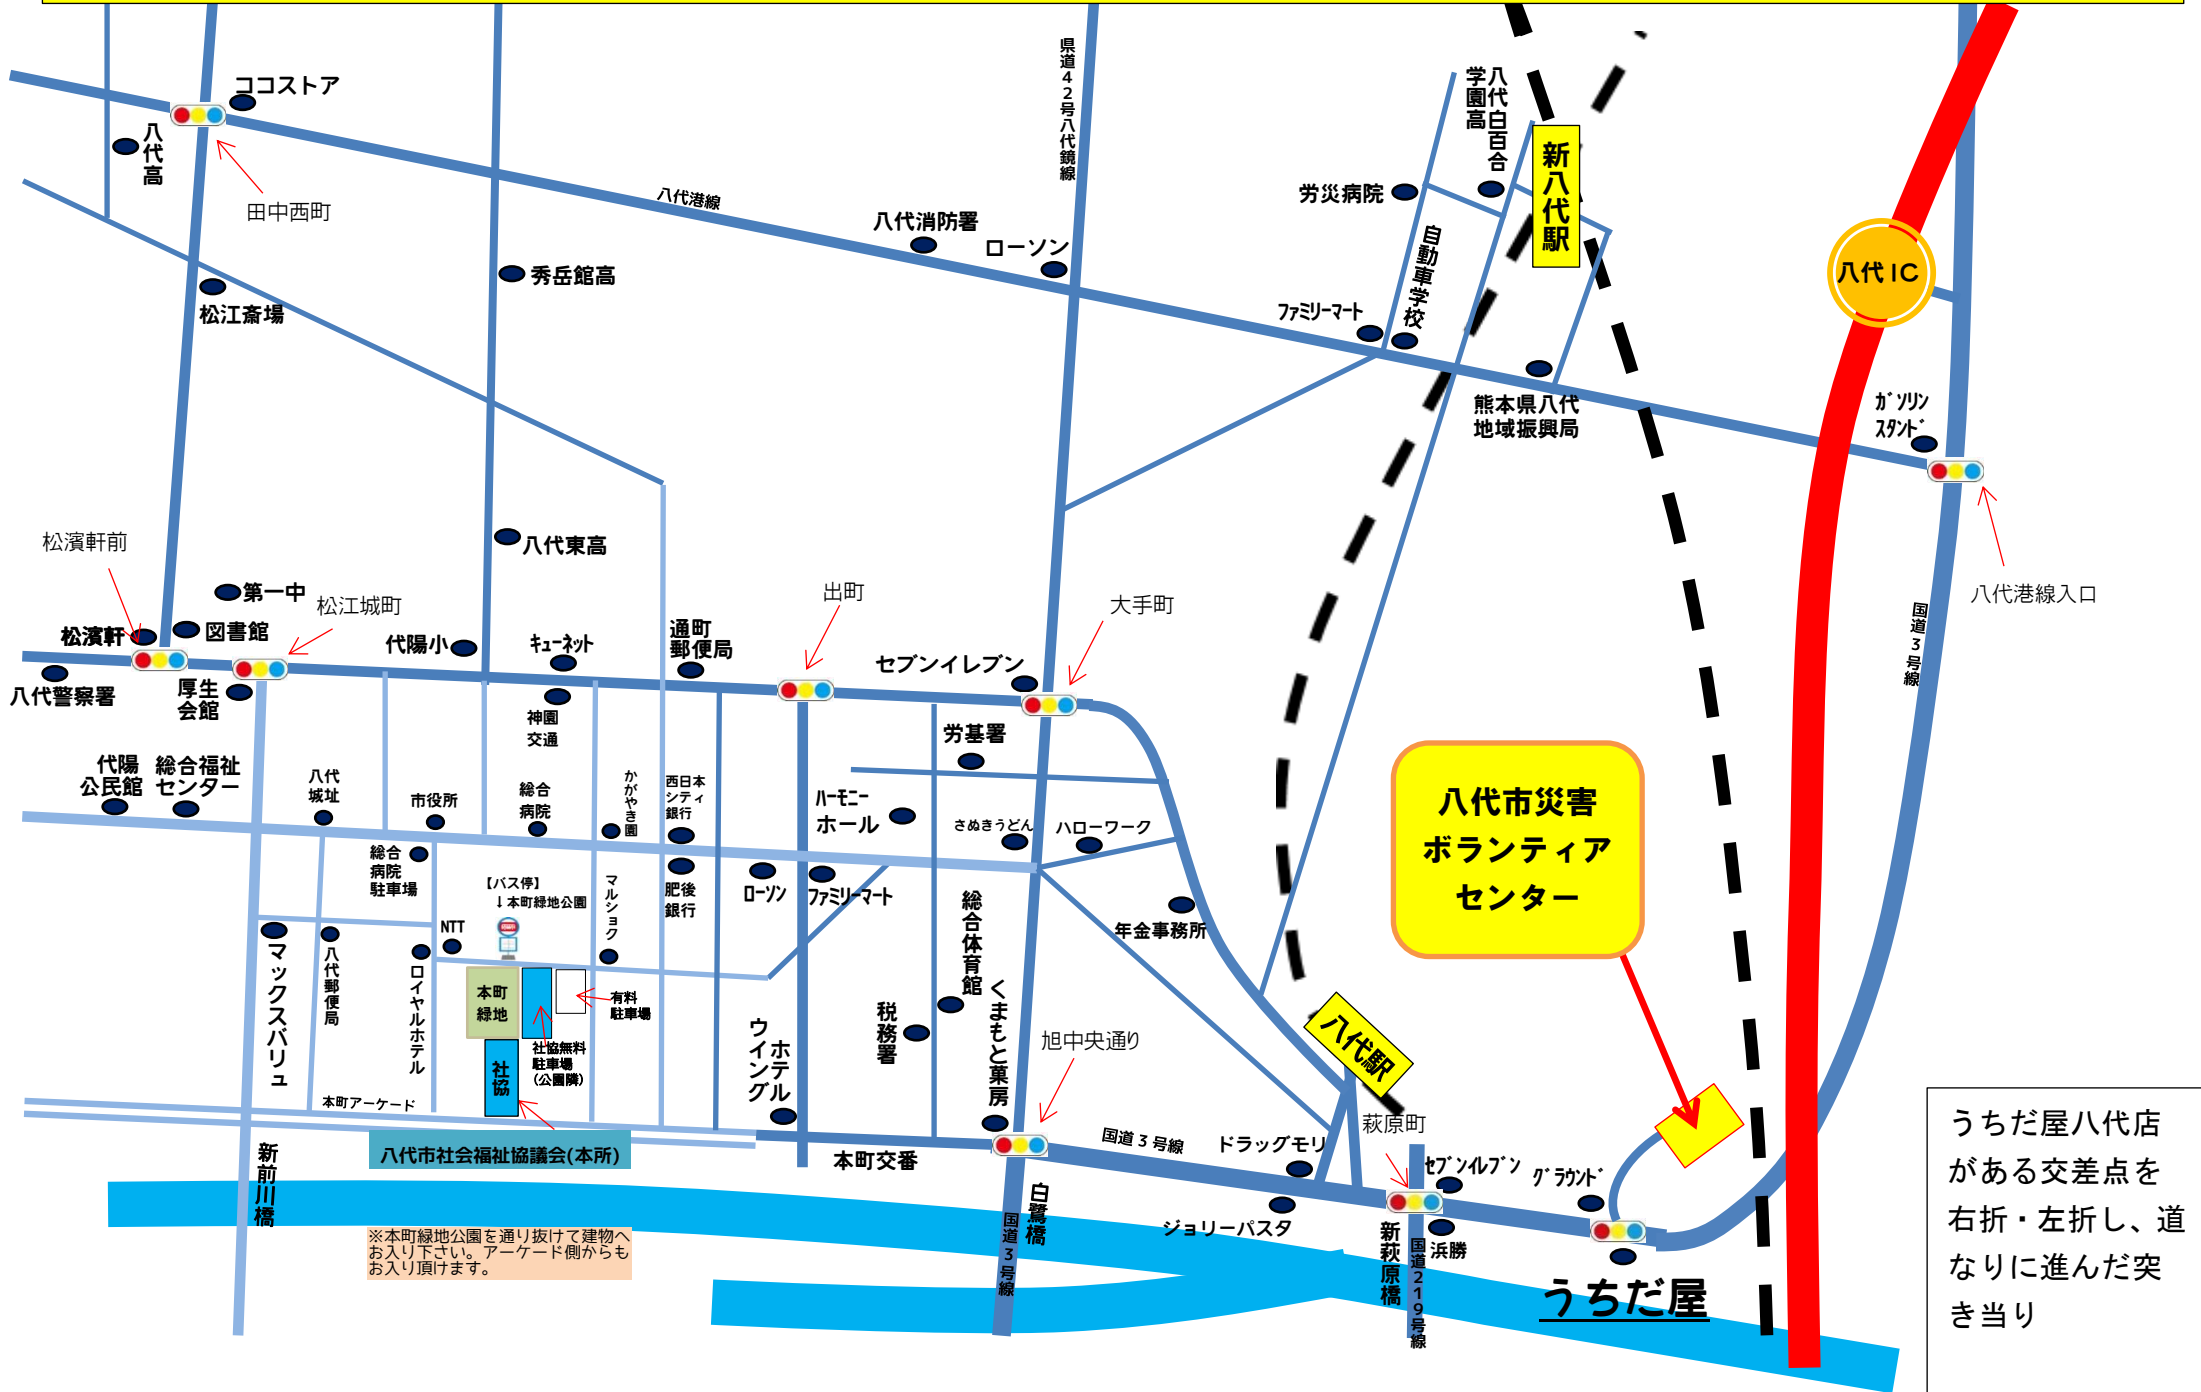 ココストア
八代高
田中西町
八代港線
県道42号八代鏡線
秀岳館高
松江斎場
八代消防署
ローソン
労災病院
八代白百合
学園高
自動車学校
新八代駅
ファミリーマート
熊本県八代
地域振興局
八代IC
ガソリン
スタンド
八代港線入口
国道3号線
松濱軒前
第一中
松江城町
八代東高
出町
大手町
松濱軒
図書館
代陽小
キューネット
通町
郵便局
セブンイレブン
八代警察署
厚生
会館
神園
交通
労基署
代陽
公民館
総合福祉
センター
八代
城址
市役所
総合
病院
かがやき園
西日本
シティ
銀行
ハーモニー
ホール
さぬきうどん
ハローワーク
八代市災害
ボランティア
センター
総合
病院
駐車場
【バス停】
↓本町緑地公園
マルショク
肥後
銀行
ローソン
ファミリーマート
年金事務所
マックスバリュ
八代郵便局
ロイヤルホテル
NTT
本町
緑地
有料
駐車場
社協無料
駐車場
(公園隣)
社協
ホテル
ウイング
税務署
総合体育館
くまもと菓房
旭中央通り
八代駅
本町アーケード
八代市社会福祉協議会(本所)
本町交番
国道3号線
ドラッグモリ
萩原町
セブンイレブン
グラウンド
新前川橋
※本町緑地公園を通り抜けて建物へ
お入り下さい。アーケード側からも
お入り頂けます。
白鷺橋
国道3号線
ジョリーパスタ
新萩原橋
国道219号線
浜勝
うちだ屋
うちだ屋八代店
がある交差点を
右折・左折し、道
なりに進んだ突
き当り